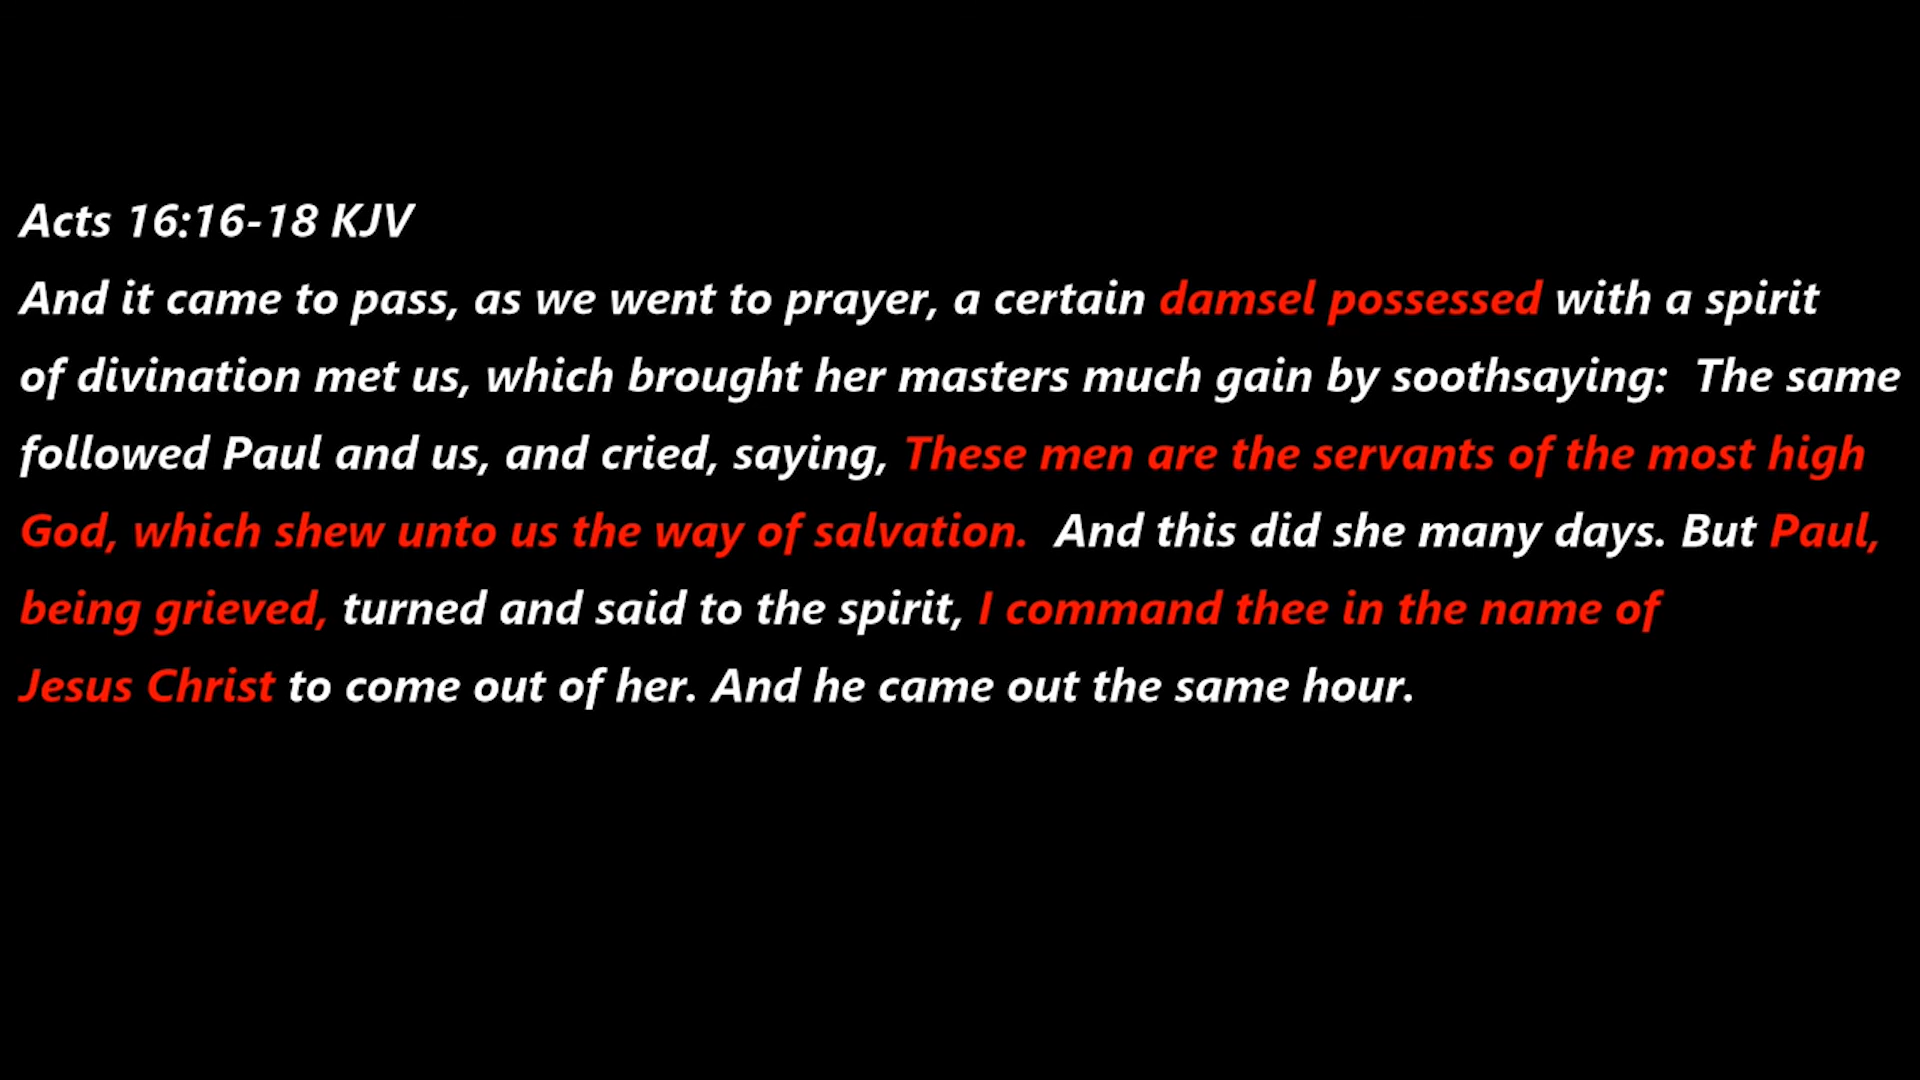 Acts 16:16-18 KJV
And it came to pass, as we went to prayer, a certain damsel possessed with a spirit
of divination met us, which brought her masters much gain by soothsaying:  The same
followed Paul and us, and cried, saying, These men are the servants of the most high
God, which shew unto us the way of salvation.  And this did she many days. But Paul,
being grieved, turned and said to the spirit, I command thee in the name of
Jesus Christ to come out of her. And he came out the same hour.